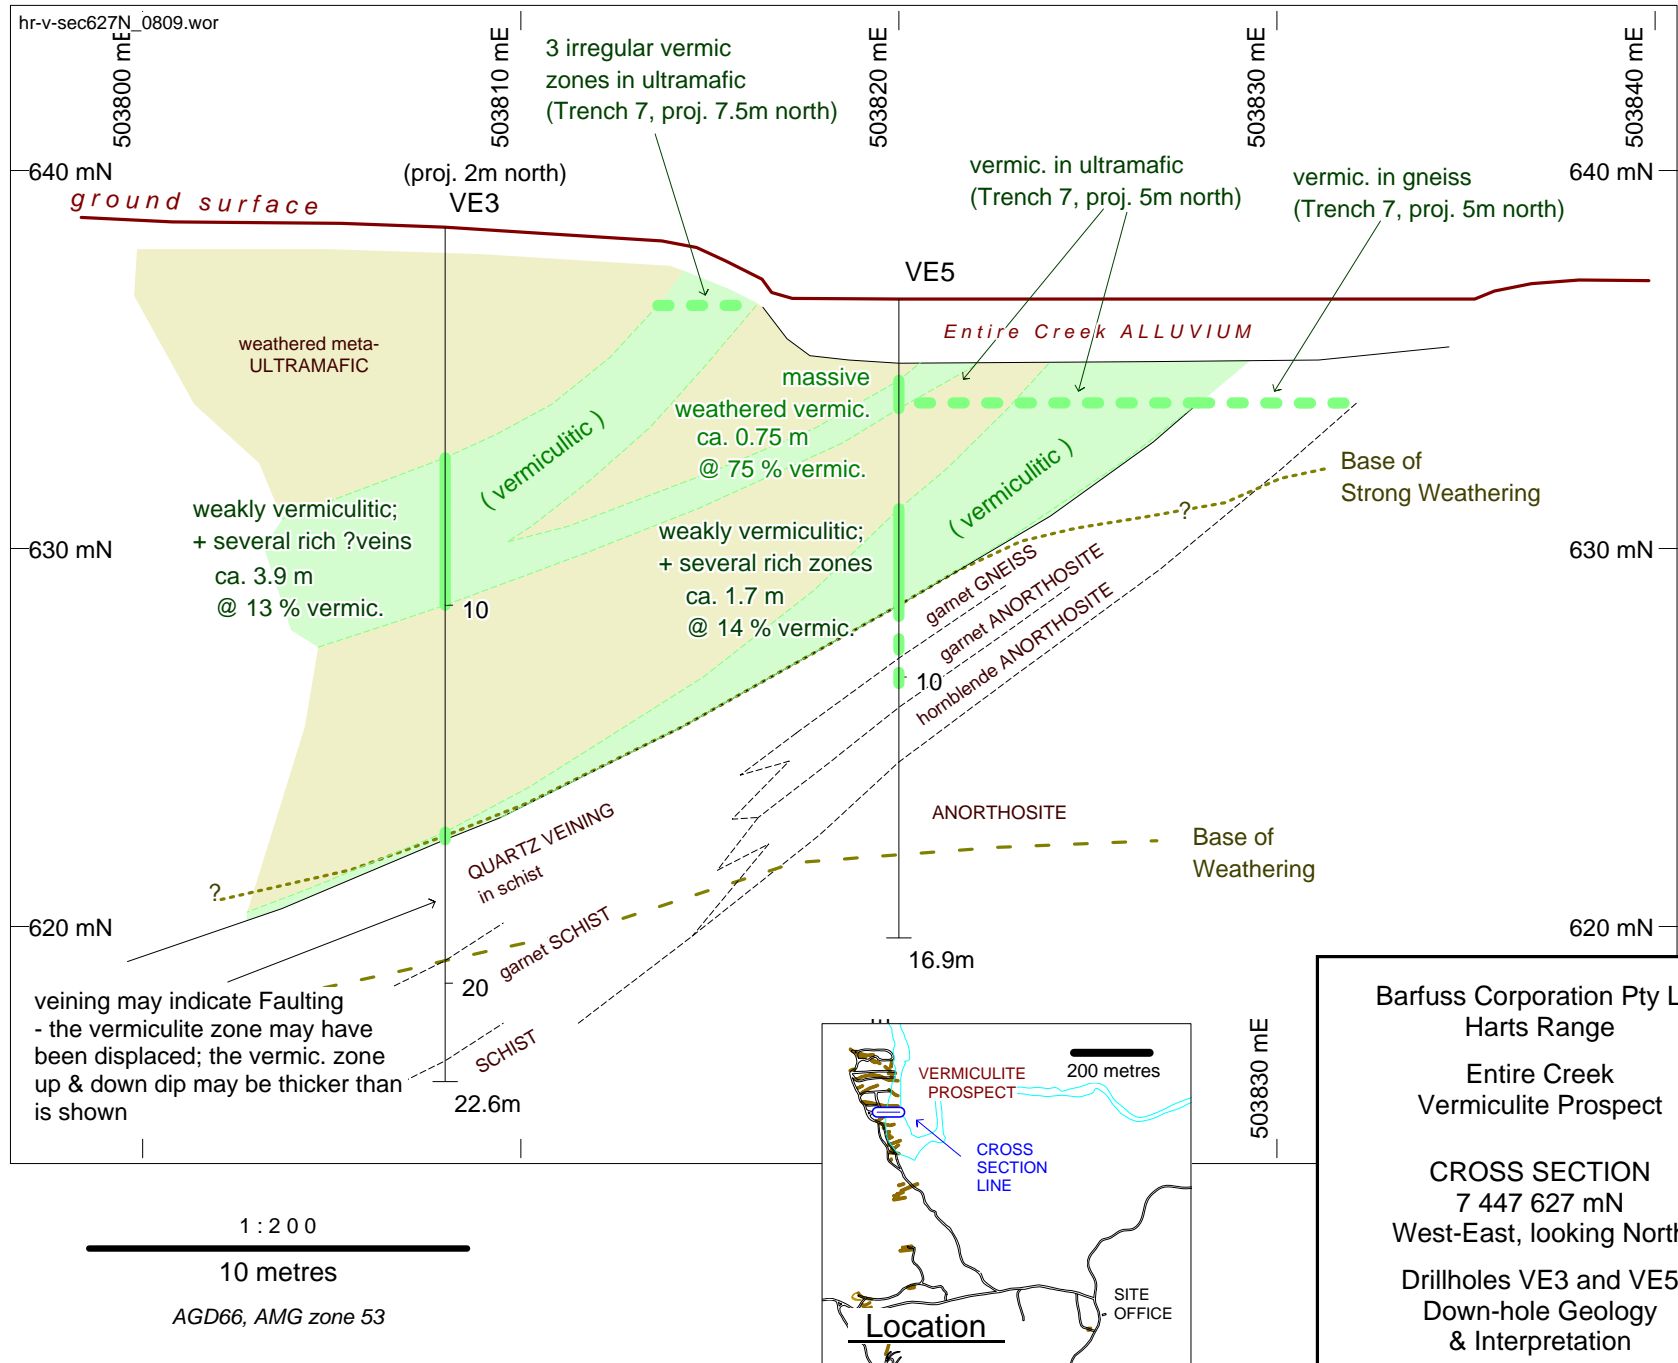 hr-v-sec627N_0809.wor
503800 mE
503810 mE
503820 mE
503830 mE
503840 mE
3 irregular vermic
zones in ultramafic
(Trench 7, proj. 7.5m north)
640 mN
(proj. 2m north)
VE3
ground surface
vermic. in ultramafic
(Trench 7, proj. 5m north)
vermic. in gneiss
(Trench 7, proj. 5m north)
640 mN
VE5
Entire Creek ALLUVIUM
weathered meta-
ULTRAMAFIC
massive
weathered vermic.
ca. 0.75 m
@ 75 % vermic.
( vermiculitic )
( vermiculitic )
Base of
Strong Weathering
?
weakly vermiculitic;
+ several rich ?veins
ca. 3.9 m
@ 13 % vermic.
weakly vermiculitic;
+ several rich zones
ca. 1.7 m
@ 14 % vermic.
630 mN
630 mN
10
10
garnet GNEISS
garnet ANORTHOSITE
hornblende ANORTHOSITE
ANORTHOSITE
Base of
Weathering
?
QUARTZ VEINING
in schist
garnet SCHIST
SCHIST
620 mN
620 mN
20
16.9m
22.6m
veining may indicate Faulting
- the vermiculite zone may have
been displaced; the vermic. zone
up & down dip may be thicker than
is shown
503830 mE
VERMICULITE
PROSPECT
200 metres
CROSS
SECTION
LINE
SITE
OFFICE
Location
1:200
10 metres
AGD66, AMG zone 53
Barfuss Corporation Pty L
Harts Range
Entire Creek
Vermiculite Prospect
CROSS SECTION
7 447 627 mN
West-East, looking North
Drillholes VE3 and VE5
Down-hole Geology
& Interpretation